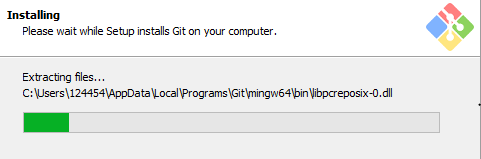 Installing
Please wait while Setup installs Git on your computer.
Extracting files...
C:\Users\124454\AppData\Local\Programs\Git\mingw64\bin\libpcreposix-0.dll